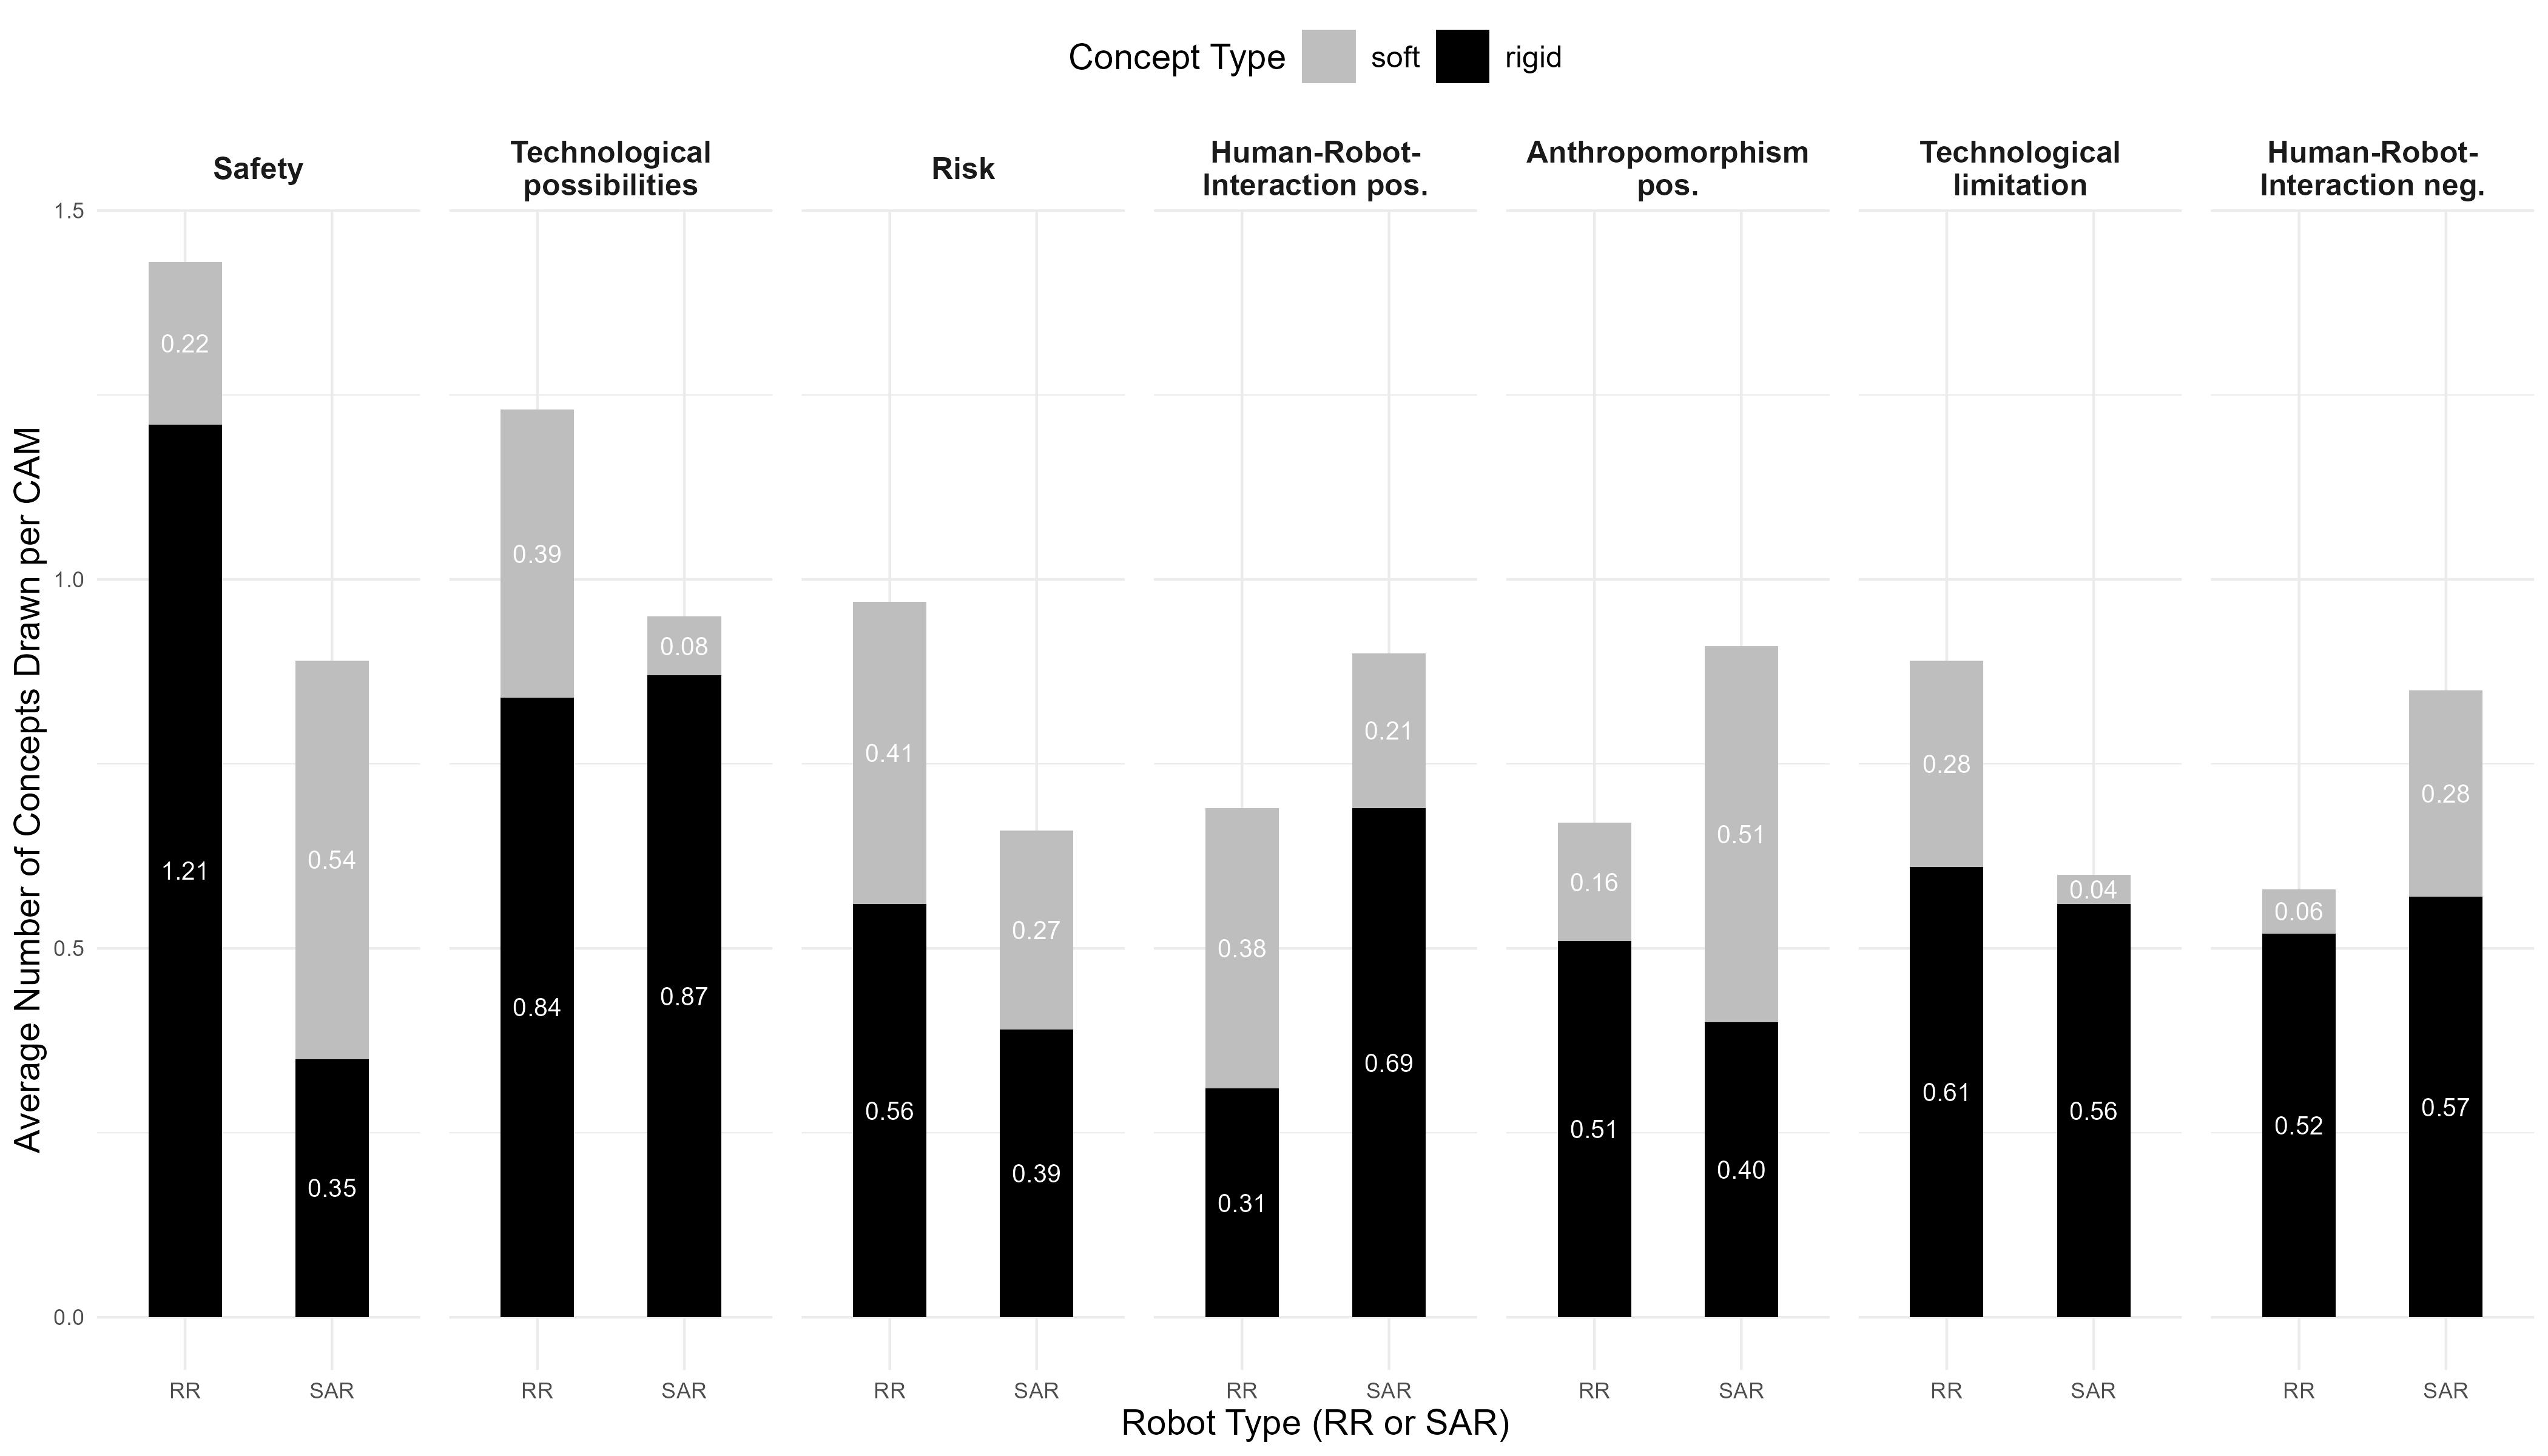 Concept Type soft rigid
Safety
Technological
possibilities
Risk
Human-Robot-
Interaction pos.
Anthropomorphism
pos.
Technological
limitation
Human-Robot-
Interaction neg.
Average Number of Concepts Drawn per CAM
1.5
1.0
0.5
0.0
0.22
1.21
0.54
0.35
0.39
0.84
0.08
0.87
0.41
0.56
0.27
0.39
0.38
0.31
0.21
0.69
0.16
0.51
0.51
0.40
0.28
0.61
0.04
0.56
0.06
0.52
0.28
0.57
RR SAR RR SAR RR SAR RR SAR RR SAR RR SAR RR SAR
Robot Type (RR or SAR)